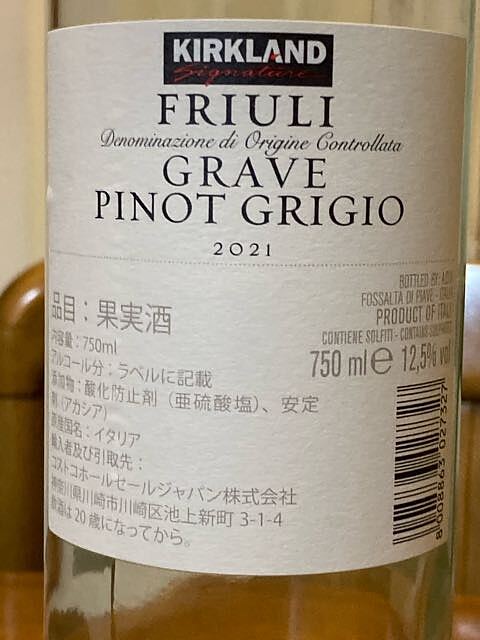 KIRKLAND
Signature
FRIULI
Denominazione di Origine Controllata
GRAVE
PINOT GRIGIO
2021
BOTTLED BY:
FOSSALTA DI PIAVE -
PRODUCT OF ITALY
CONTIENE SOLFITI - CONTAINS
750 ml e 12,5% vol
品目：果実酒
内容量：750ml
アルコール分：ラベルに記載
添加物：酸化防止剤（亜硫酸塩）、安定
剤（アカシア）
原産国名：イタリア
輸入者及び引取先：
コストコホールセールジャパン株式会社
神奈川県川崎市川崎区池上新町 3-1-4
飲酒は 20 歳になってから。
8 008863 027327